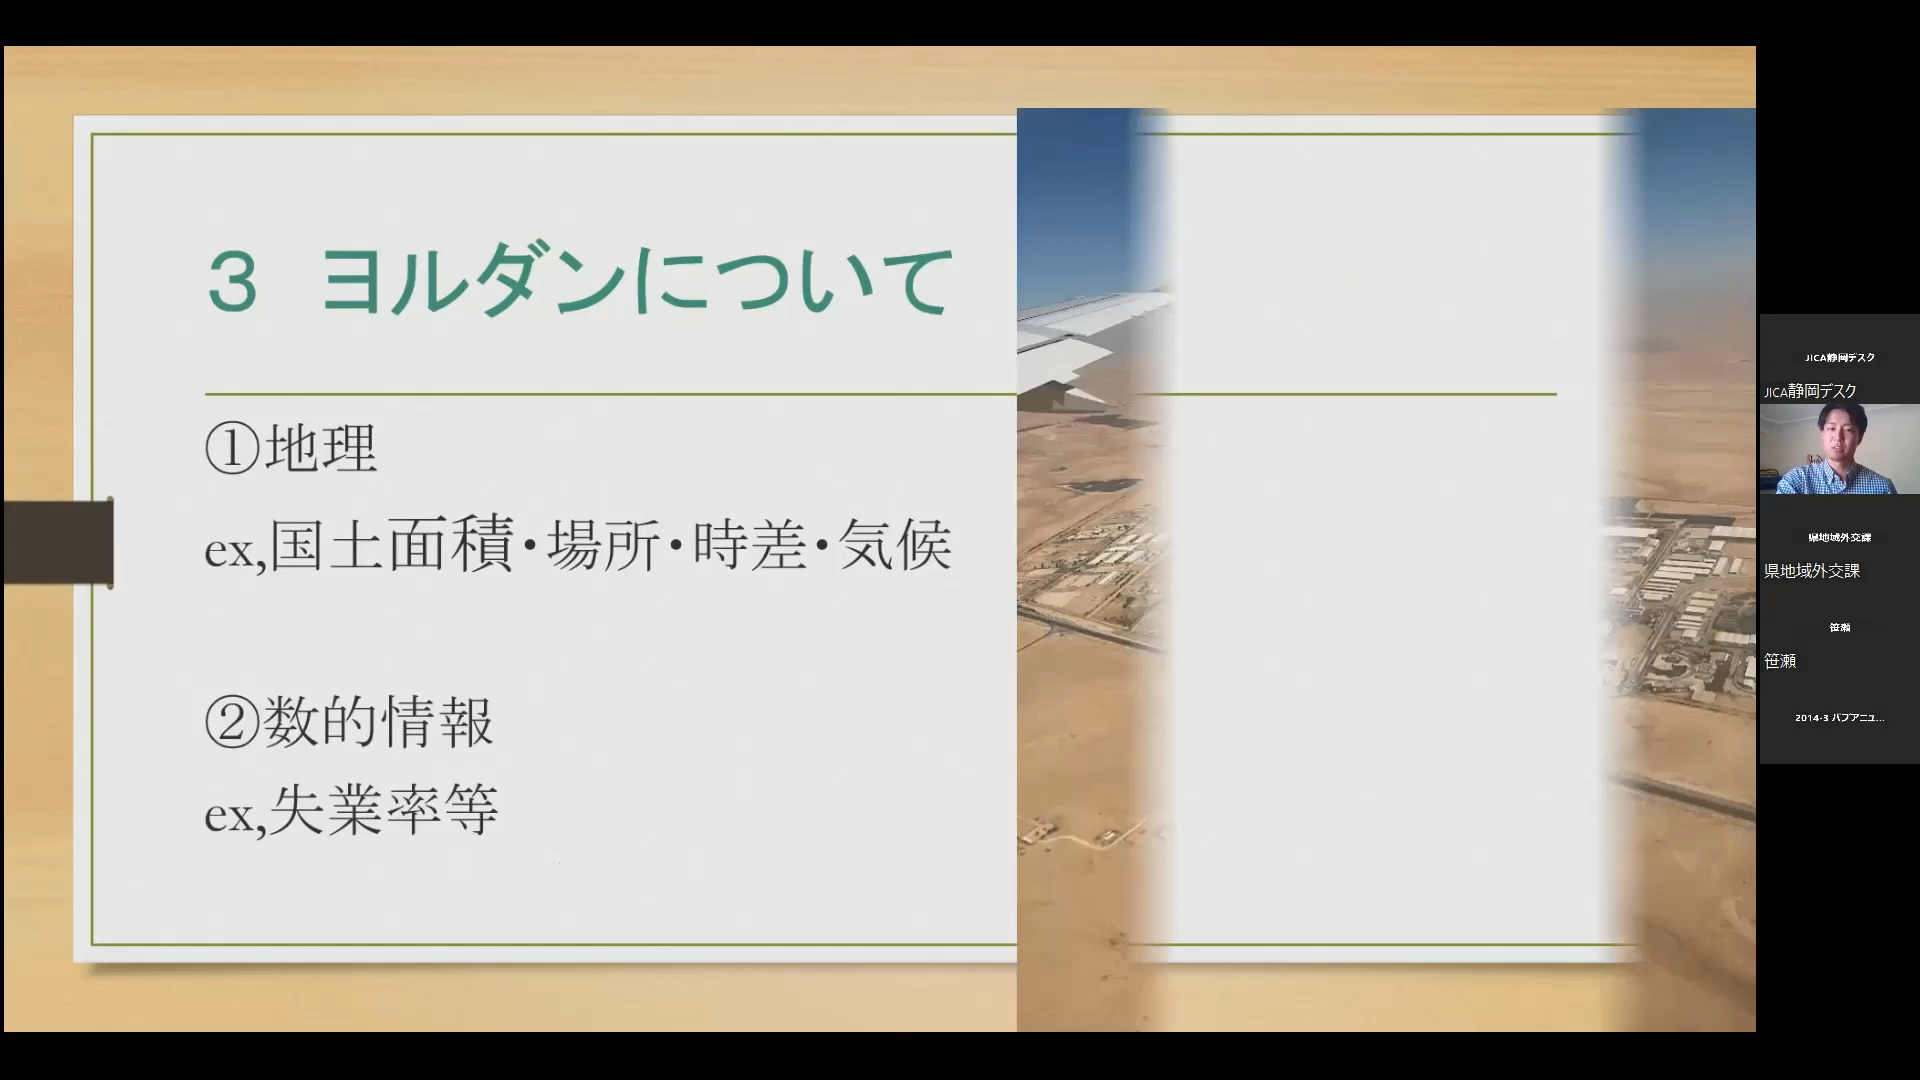 ３　ヨルダンについて
①地理
ex,国土面積・場所・時差・気候
②数的情報
ex,失業率等
JICA静岡デスク
JICA静岡デスク
県地域外交課
県地域外交課
笹瀬
笹瀬
2014-3 パプアニュ...